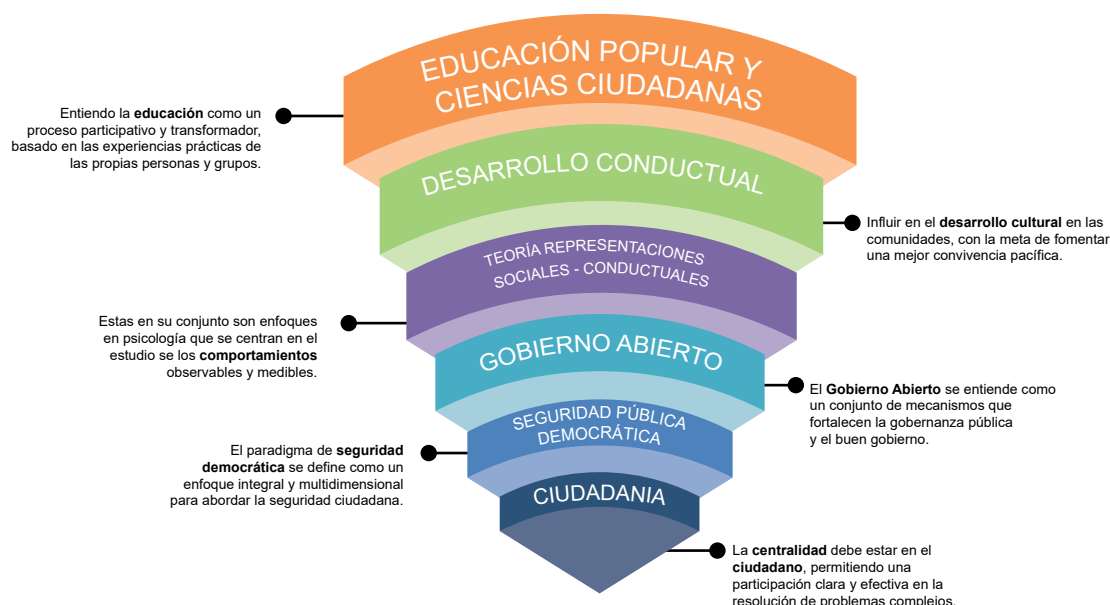 EDUCACIÓN POPULAR Y
CIENCIAS CIUDADANAS
Entiendo la educación como un
proceso participativo y transformador,
basado en las experiencias prácticas de
las propias personas y grupos.
DESARROLLO CONDUCTUAL
Influir en el desarrollo cultural en las
comunidades, con la meta de fomentar
una mejor convivencia pacífica.
TEORÍA REPRESENTACIONES
SOCIALES - CONDUCTUALES
Estas en su conjunto son enfoques
en psicología que se centran en el
estudio se los comportamientos
observables y medibles.
GOBIERNO ABIERTO
El Gobierno Abierto se entiende como
un conjunto de mecanismos que
fortalecen la gobernanza pública
y el buen gobierno.
SEGURIDAD PÚBLICA
DEMOCRÁTICA
El paradigma de seguridad
democrática se define como un
enfoque integral y multidimensional
para abordar la seguridad ciudadana.
CIUDADANIA
La centralidad debe estar en el
ciudadano, permitiendo una
participación clara y efectiva en la
resolución de problemas complejos.